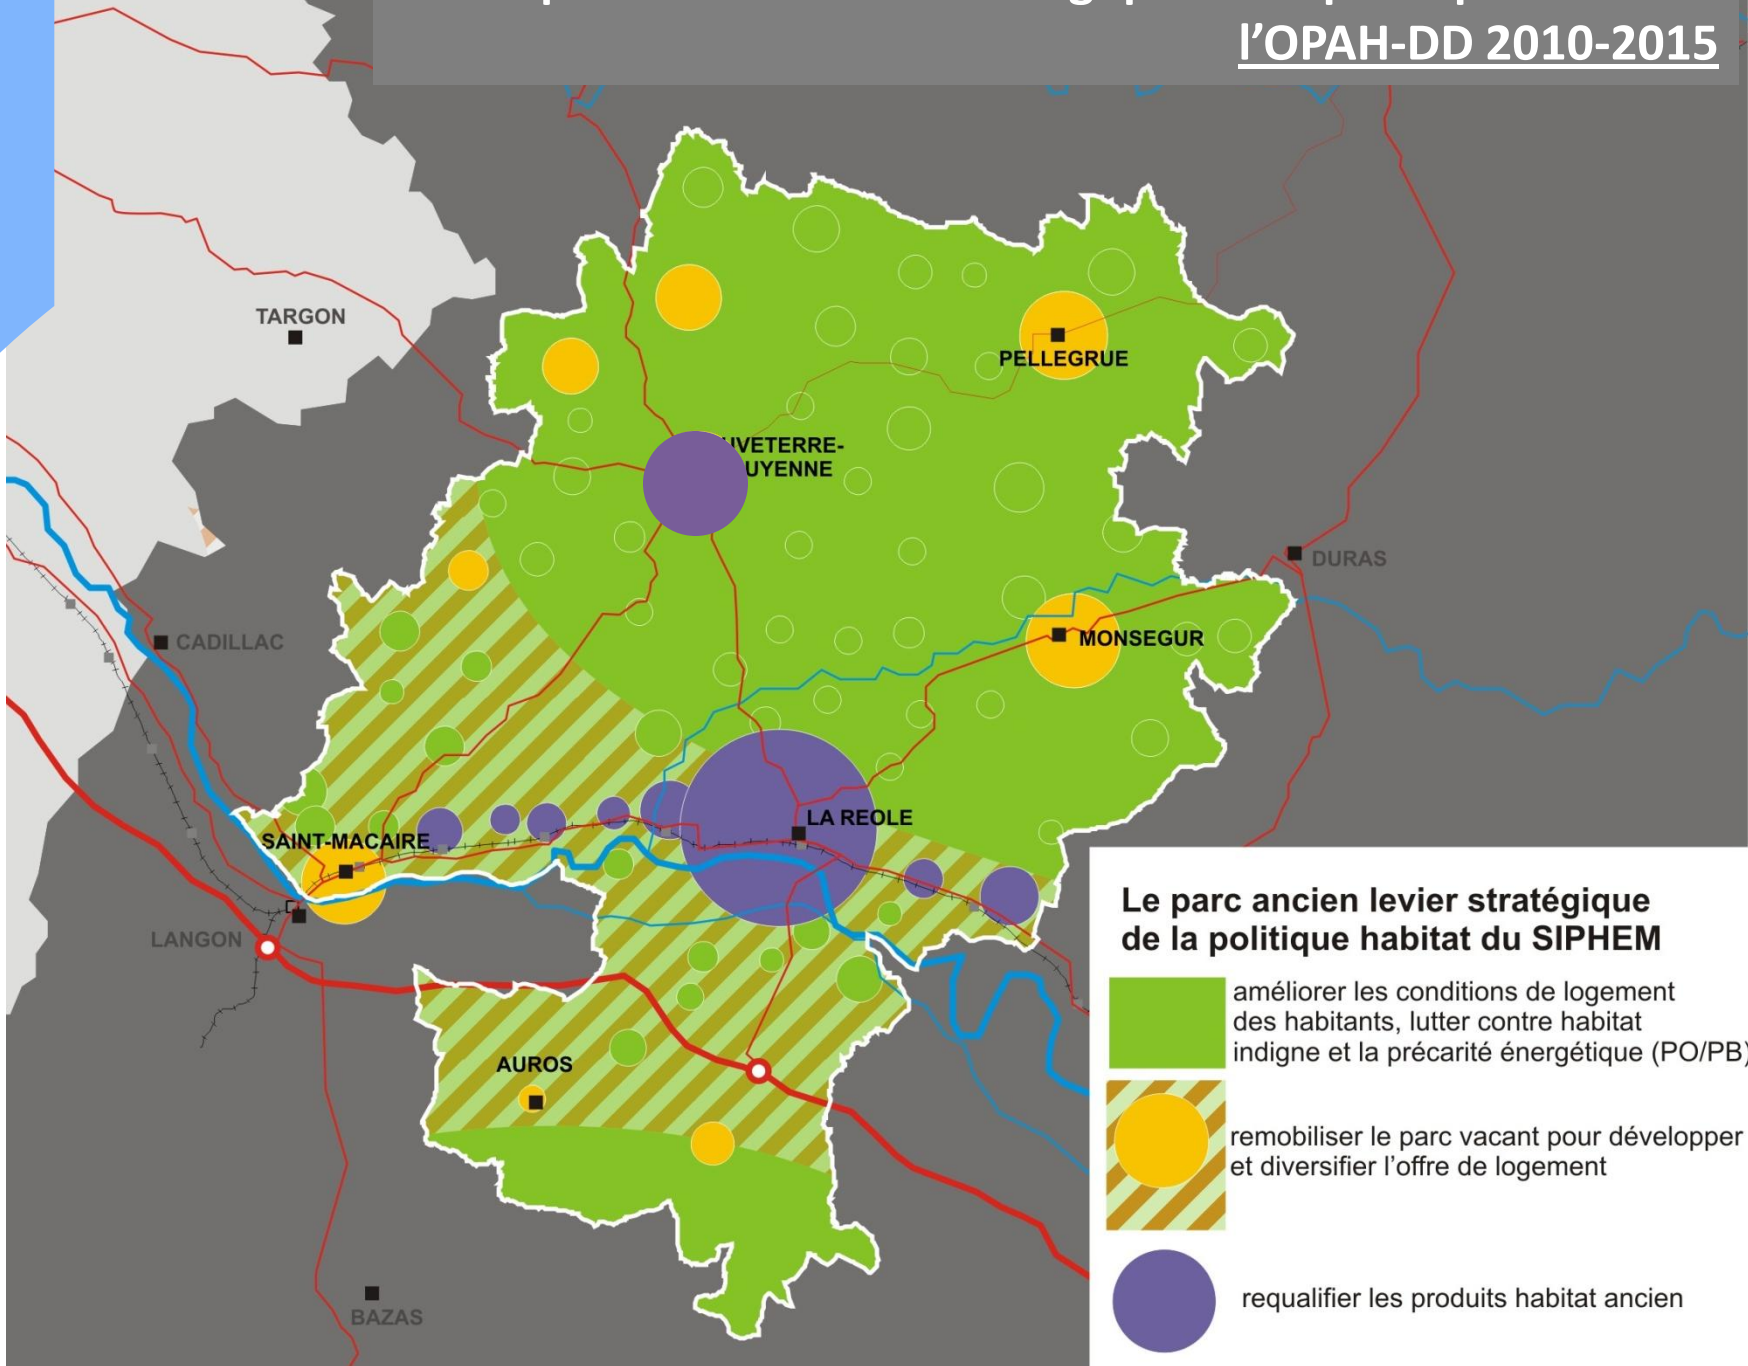 l’OPAH-DD 2010-2015
TARGON
PELLEGRUE
UVETERRE-
UYENNE
DURAS
CADILLAC
MONSEGUR
LA REOLE
SAINT-MACAIRE
LANGON
AUROS
BAZAS
Le parc ancien levier stratégique
de la politique habitat du SIPHEM
améliorer les conditions de logement
des habitants, lutter contre habitat
indigne et la précarité énergétique (PO/PB)
remobiliser le parc vacant pour développer
et diversifier l’offre de logement
requalifier les produits habitat ancien